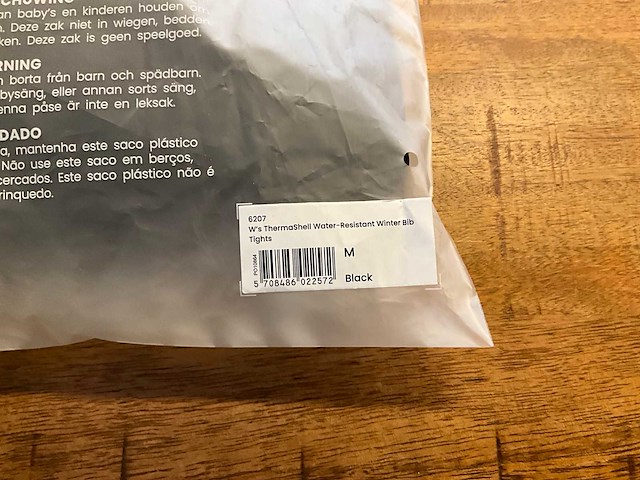 an baby's en kinderen houden om
n. Deze zak niet in wiegen, bedden
ken. Deze zak is geen speelgoed.
RNING
n borta från barn och spädbarn.
bysäng, eller annan sorts säng,
enna påse är inte en leksak.
DADO
a, mantenha este saco plástico
Não use este saco em berços,
cercados. Este saco plástico não é
rinquedo.
6207
W's ThermaShell Water-Resistant Winter Bib
Tights
M
PO10684
5 708486 022572
Black